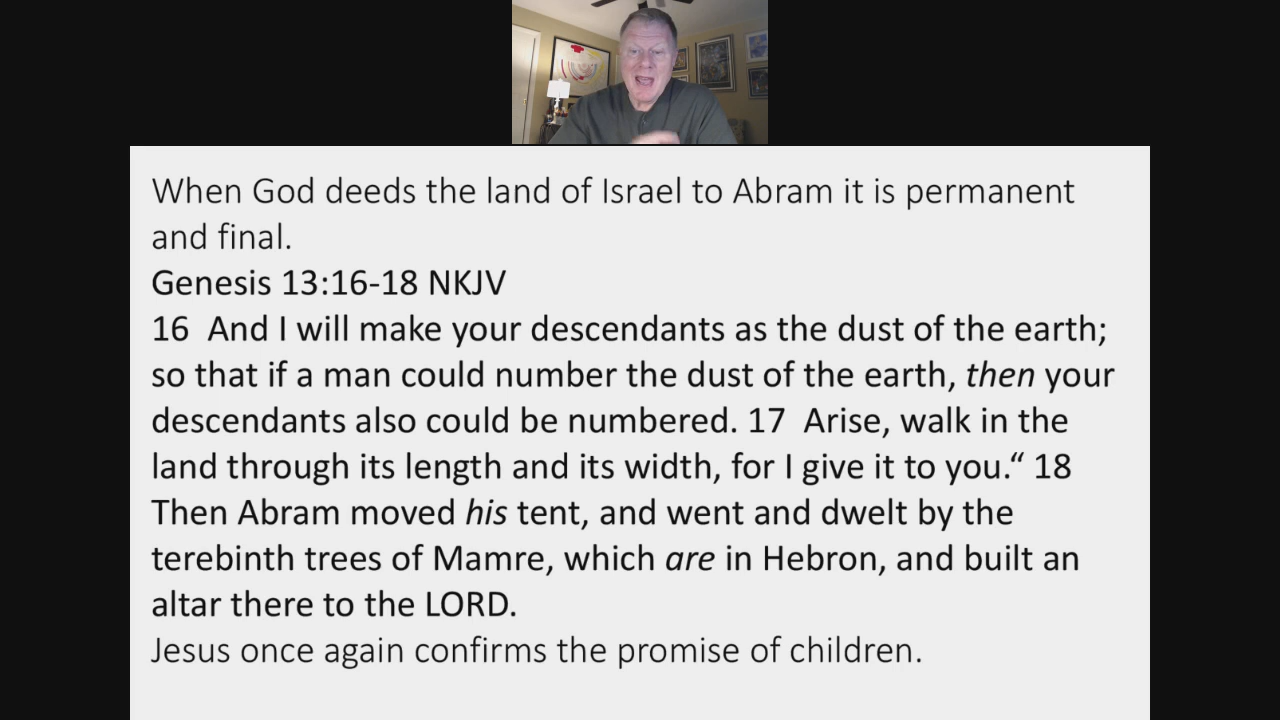 When God deeds the land of Israel to Abram it is permanent
and final.
Genesis 13:16-18 NKJV
16  And I will make your descendants as the dust of the earth;
so that if a man could number the dust of the earth, then your
descendants also could be numbered. 17  Arise, walk in the
land through its length and its width, for I give it to you.“ 18
Then Abram moved his tent, and went and dwelt by the
terebinth trees of Mamre, which are in Hebron, and built an
altar there to the LORD.
Jesus once again confirms the promise of children.